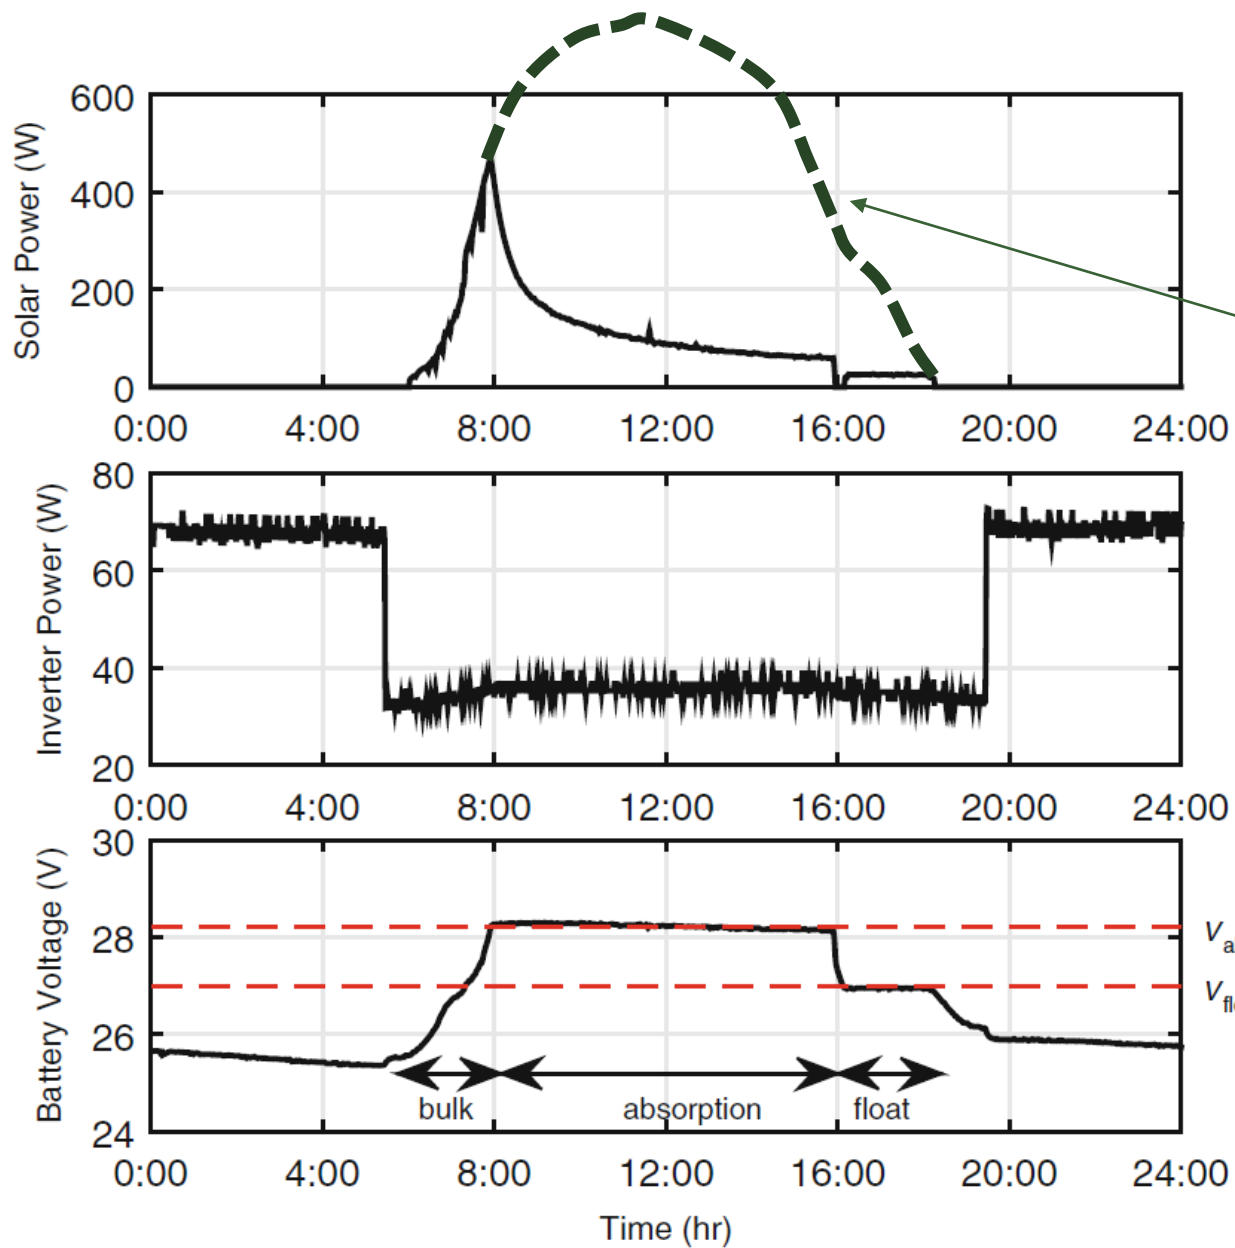 Solar Power (W)
600
400
200
0
0:00 4:00 8:00 12:00 16:00 20:00 24:00
Inverter Power (W)
80
60
40
20
0:00 4:00 8:00 12:00 16:00 20:00 24:00
Battery Voltage (V)
30
28
26
24
V
V
bulk absorption float
0:00 4:00 8:00 12:00 16:00 20:00 24:00
Time (hr)